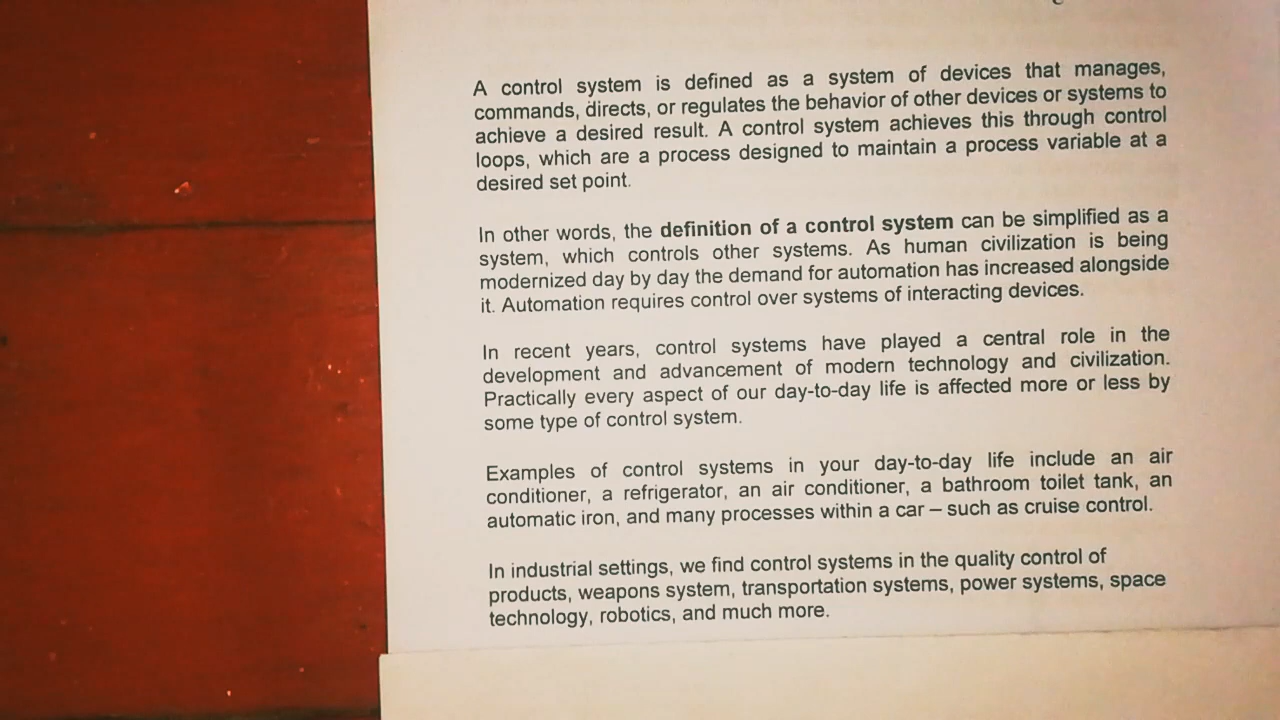 A control system is defined as a system of devices that manages,
commands, directs, or regulates the behavior of other devices or systems to
achieve a desired result. A control system achieves this through control
loops, which are a process designed to maintain a process variable at a
desired set point.
In other words, the definition of a control system can be simplified as a
system, which controls other systems. As human civilization is being
modernized day by day the demand for automation has increased alongside
it. Automation requires control over systems of interacting devices.
In recent years, control systems have played a central role in the
development and advancement of modern technology and civilization.
Practically every aspect of our day-to-day life is affected more or less by
some type of control system.
Examples of control systems in your day-to-day life include an air
conditioner, a refrigerator, an air conditioner, a bathroom toilet tank, an
automatic iron, and many processes within a car – such as cruise control.
In industrial settings, we find control systems in the quality control of
products, weapons system, transportation systems, power systems, space
technology, robotics, and much more.